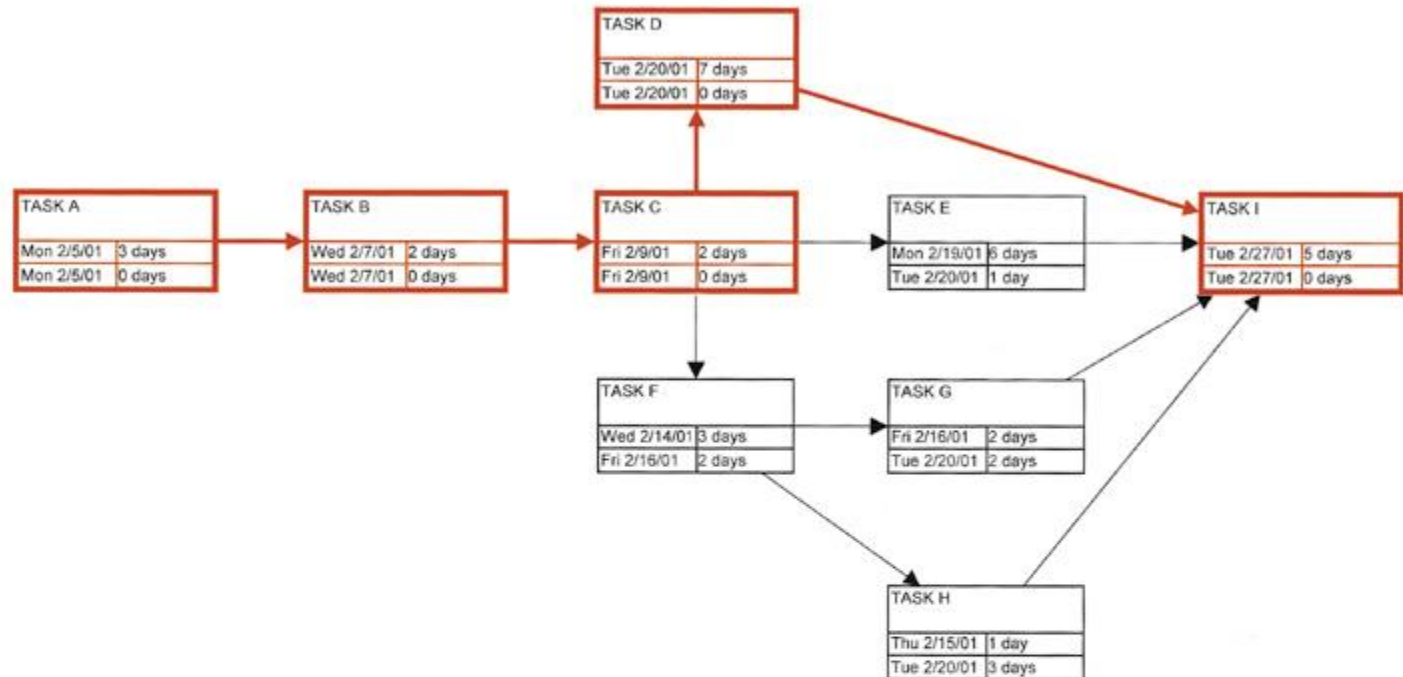 TASK D
Tue 2/20/01 7 days
Tue 2/20/01 0 days
TASK A
Mon 2/5/01 3 days
Mon 2/5/01 0 days
TASK B
Wed 2/7/01 2 days
Wed 2/7/01 0 days
TASK C
Fri 2/9/01 2 days
Fri 2/9/01 0 days
TASK E
Mon 2/19/01 6 days
Tue 2/20/01 1 day
TASK I
Tue 2/27/01 5 days
Tue 2/27/01 0 days
TASK F
Wed 2/14/01 3 days
Fri 2/16/01 2 days
TASK G
Fri 2/16/01 2 days
Tue 2/20/01 2 days
TASK H
Thu 2/15/01 1 day
Tue 2/20/01 3 days